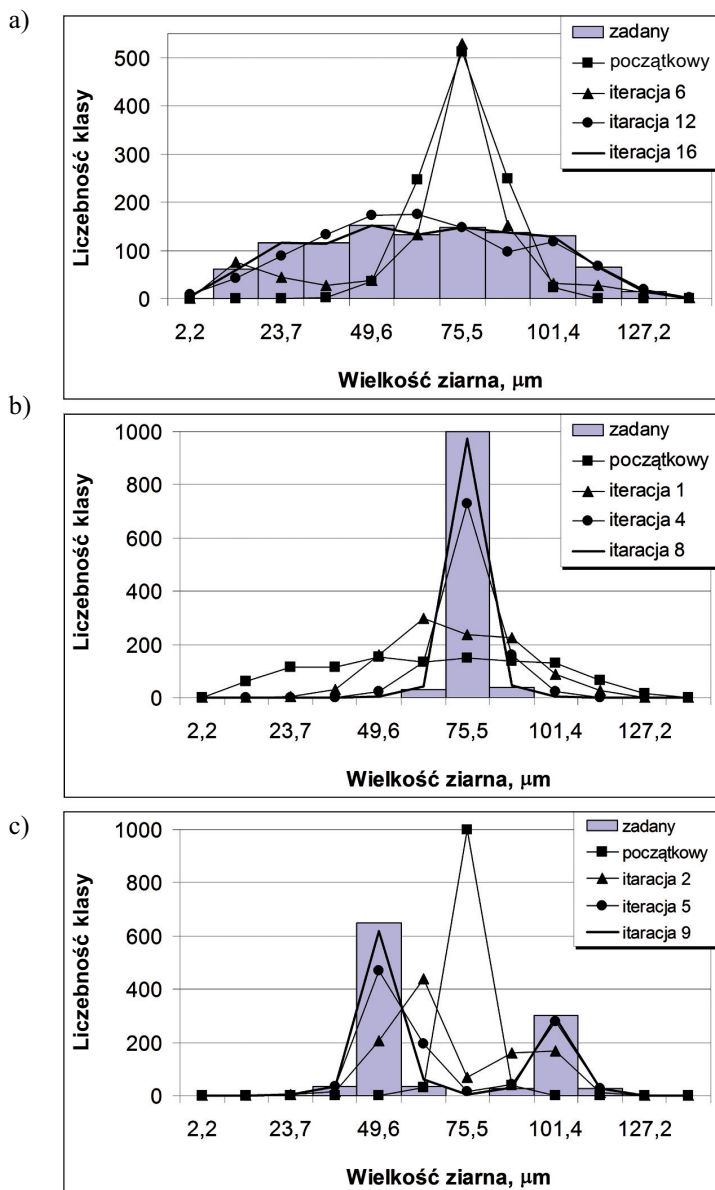 a)
zadany
początkowy
iteracja 6
itaracja 12
iteracja 16
Liczebność klasy
500
400
300
200
100
0
2,2 23,7 49,6 75,5 101,4 127,2
Wielkość ziarna, μm
b)
zadany
początkowy
iteracja 1
iteracja 4
itaracja 8
Liczebność klasy
1000
800
600
400
200
0
2,2 23,7 49,6 75,5 101,4 127,2
Wielkość ziarna, μm
c)
zadany
początkowy
itaracja 2
iteracja 5
itaracja 9
Liczebność klasy
1000
800
600
400
200
0
2,2 23,7 49,6 75,5 101,4 127,2
Wielkość ziarna, μm